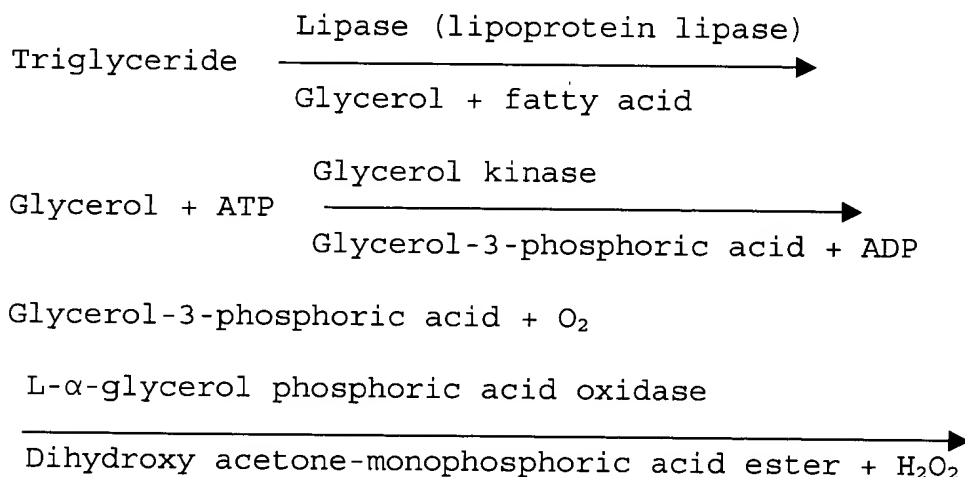 Lipase (lipoprotein lipase)
Triglyceride
Glycerol + fatty acid
Glycerol kinase
Glycerol + ATP
Glycerol-3-phosphoric acid + ADP
Glycerol-3-phosphoric acid + O₂
L-α-glycerol phosphoric acid oxidase
Dihydroxy acetone-monophosphoric acid ester + H₂O₂